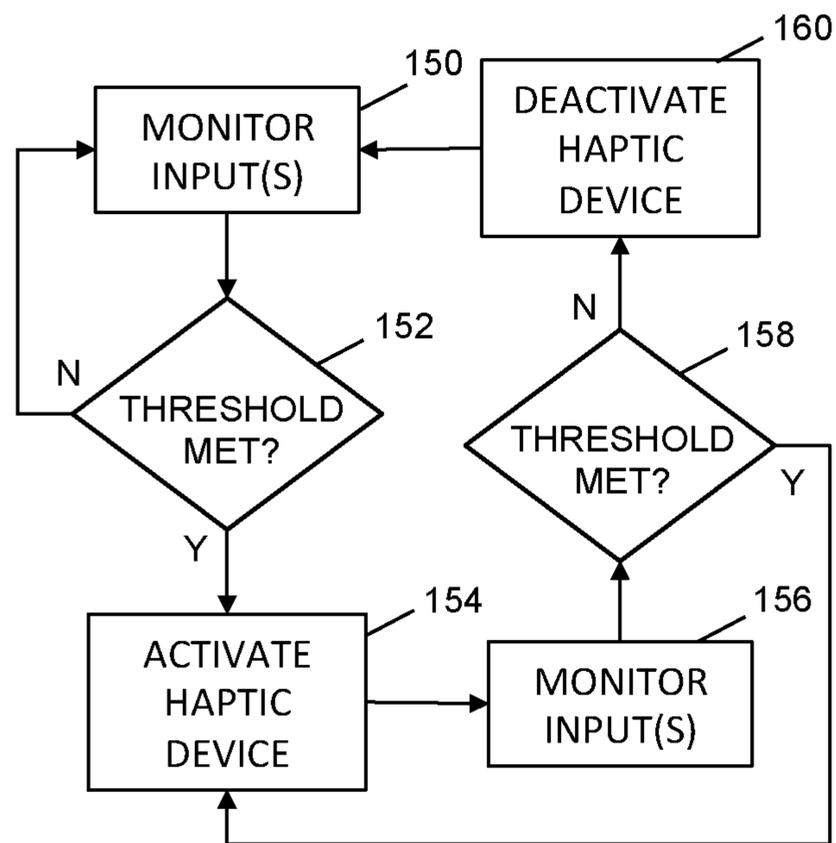 160
150
DEACTIVATE
HAPTIC
DEVICE
MONITOR
INPUT(S)
152
N
THRESHOLD
MET?
Y
N
158
THRESHOLD
MET?
Y
154
ACTIVATE
HAPTIC
DEVICE
156
MONITOR
INPUT(S)